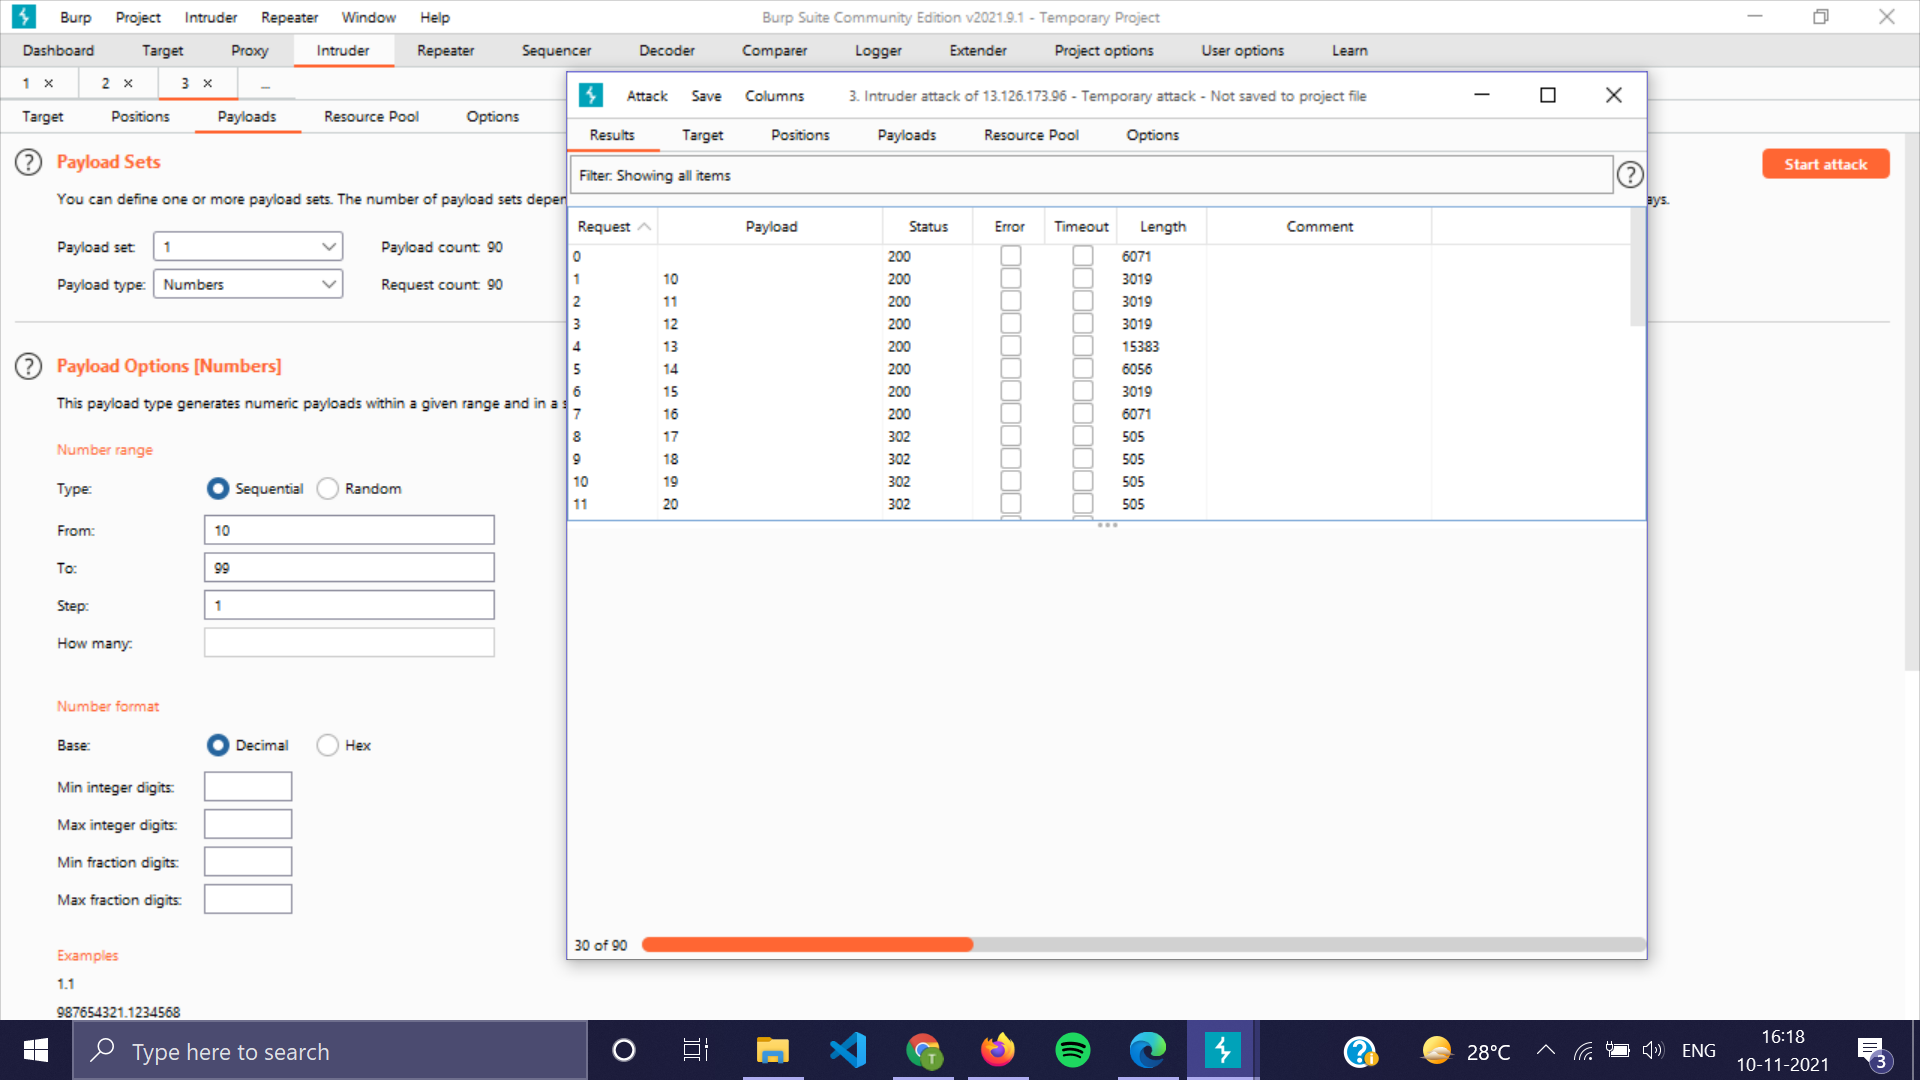 Burp Project Intruder Repeater Window Help
Burp Suite Community Edition v2021.9.1 - Temporary Project
Dashboard Target Proxy Intruder Repeater Sequencer Decoder Comparer Logger Extender Project options User options Learn
1 × 2 × 3 × ...
Target Positions Payloads Resource Pool Options
Payload Sets
Start attack
You can define one or more payload sets. The number of payload sets depen
ays.
Payload set: 1 Payload count: 90
Payload type: Numbers Request count: 90
Payload Options [Numbers]
This payload type generates numeric payloads within a given range and in a s
Number range
Type: Sequential Random
From: 10
To: 99
Step: 1
How many:
Number format
Base: Decimal Hex
Min integer digits:
Max integer digits:
Min fraction digits:
Max fraction digits:
Examples
1.1
987654321.1234568
Attack Save Columns 3. Intruder attack of 13.126.173.96 - Temporary attack - Not saved to project file
Results Target Positions Payloads Resource Pool Options
Filter: Showing all items
?
Request Payload Status Error Timeout Length Comment
0 200 6071
1 10 200 3019
2 11 200 3019
3 12 200 3019
4 13 200 15383
5 14 200 6056
6 15 200 3019
7 16 200 6071
8 17 302 505
9 18 302 505
10 19 302 505
11 20 302 505
30 of 90
Type here to search
T
28°C ENG
16:18
10-11-2021
3